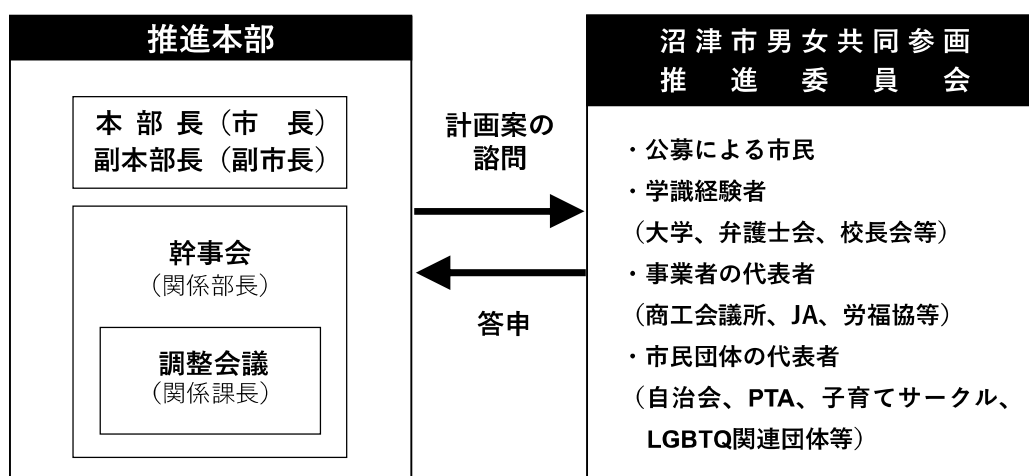 推進本部
本部長（市　長）
副本部長（副市長）
幹事会
（関係部長）
調整会議
（関係課長）
計画案の
諮問
答申
沼津市男女共同参画
推進委員会
・公募による市民
・学識経験者
（大学、弁護士会、校長会等）
・事業者の代表者
（商工会議所、JA、労福協等）
・市民団体の代表者
（自治会、PTA、子育てサークル、
LGBTQ関連団体等）